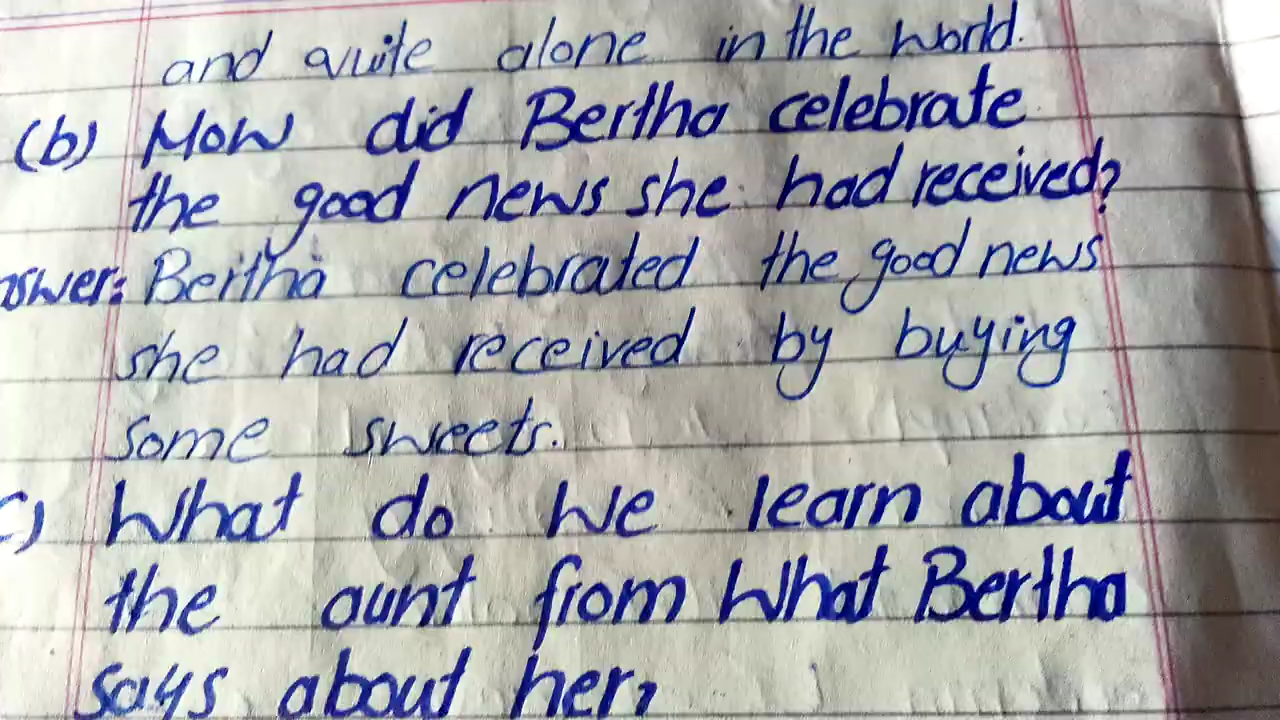 and quite alone in the world.
(b) How did Bertha celebrate
the good news she had received?
nswer: Bertha celebrated the good news
she had received by buying
some sweets.
c) What do we learn about
the aunt from what Bertha
says about her?